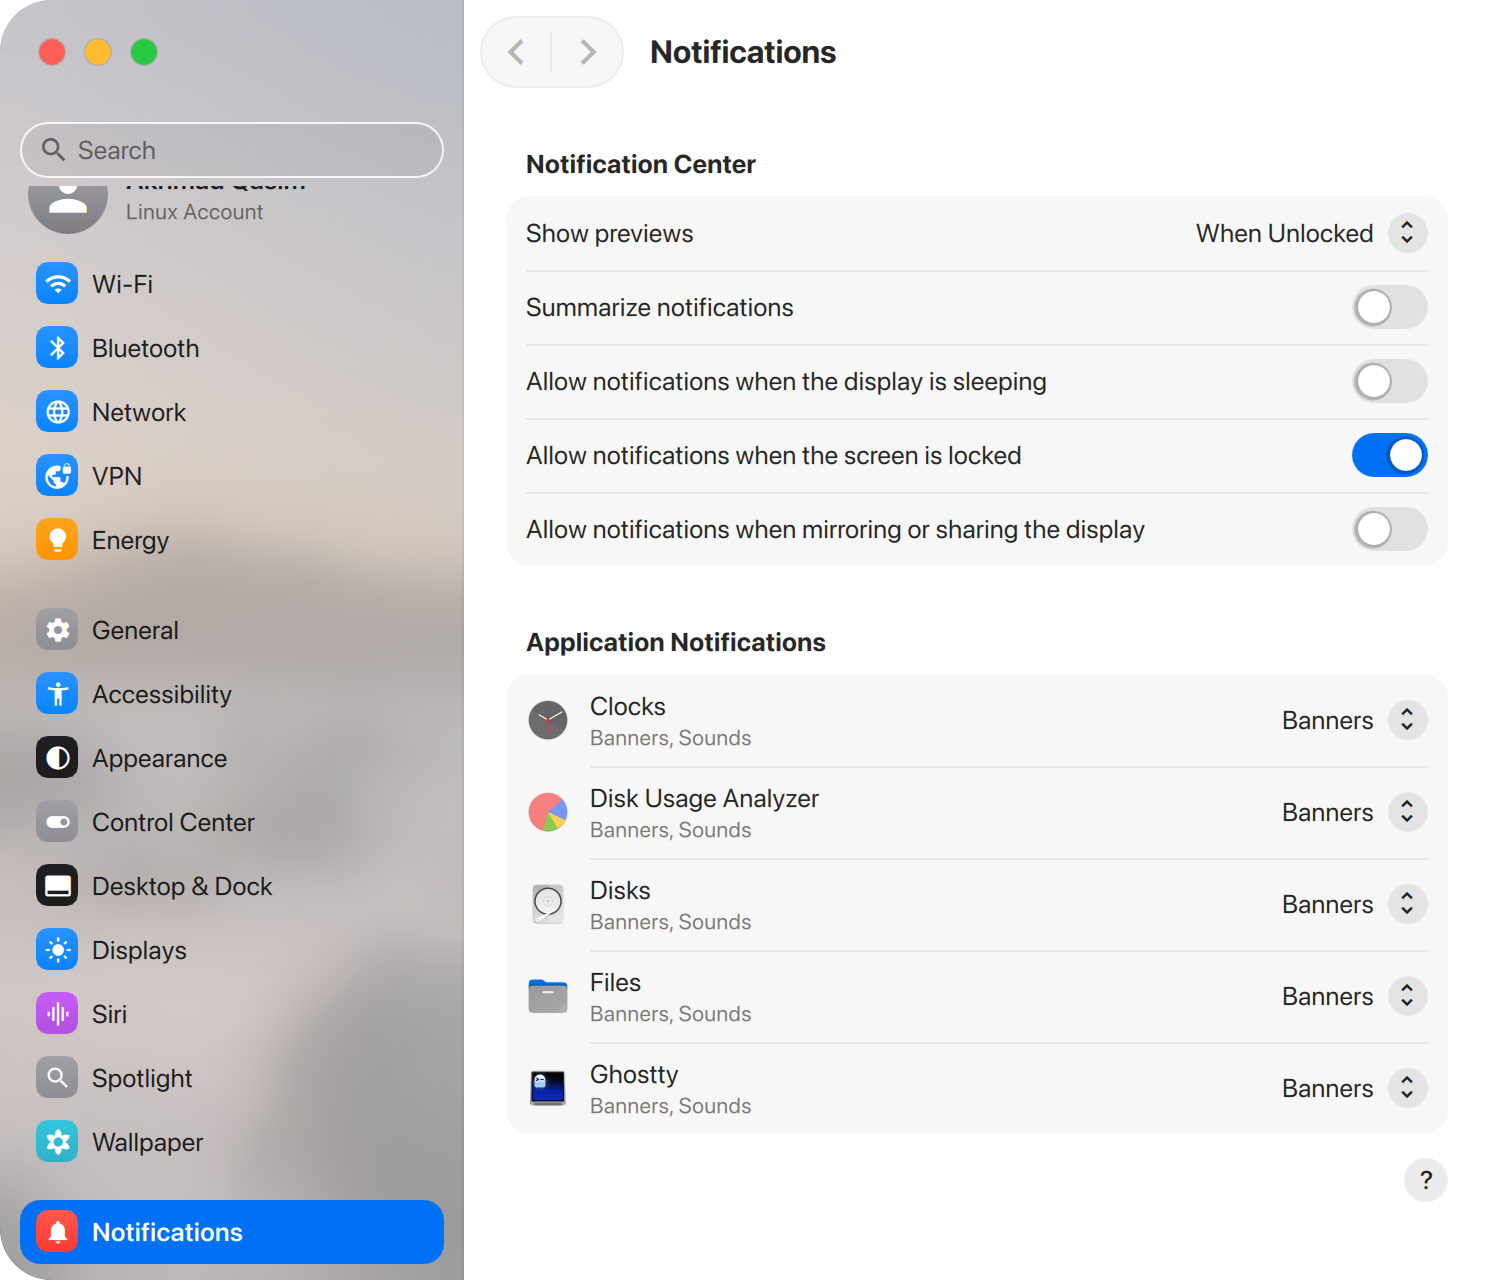 Notifications
Search
Linux Account
Wi-Fi
Bluetooth
Network
VPN
Energy
General
Accessibility
Appearance
Control Center
Desktop & Dock
Displays
Siri
Spotlight
Wallpaper
Notifications
Notification Center
Show previews When Unlocked
Summarize notifications
Allow notifications when the display is sleeping
Allow notifications when the screen is locked
Allow notifications when mirroring or sharing the display
Application Notifications
Clocks
Banners, Sounds
Banners
Disk Usage Analyzer
Banners, Sounds
Banners
Disks
Banners, Sounds
Banners
Files
Banners, Sounds
Banners
Ghostty
Banners, Sounds
Banners
?